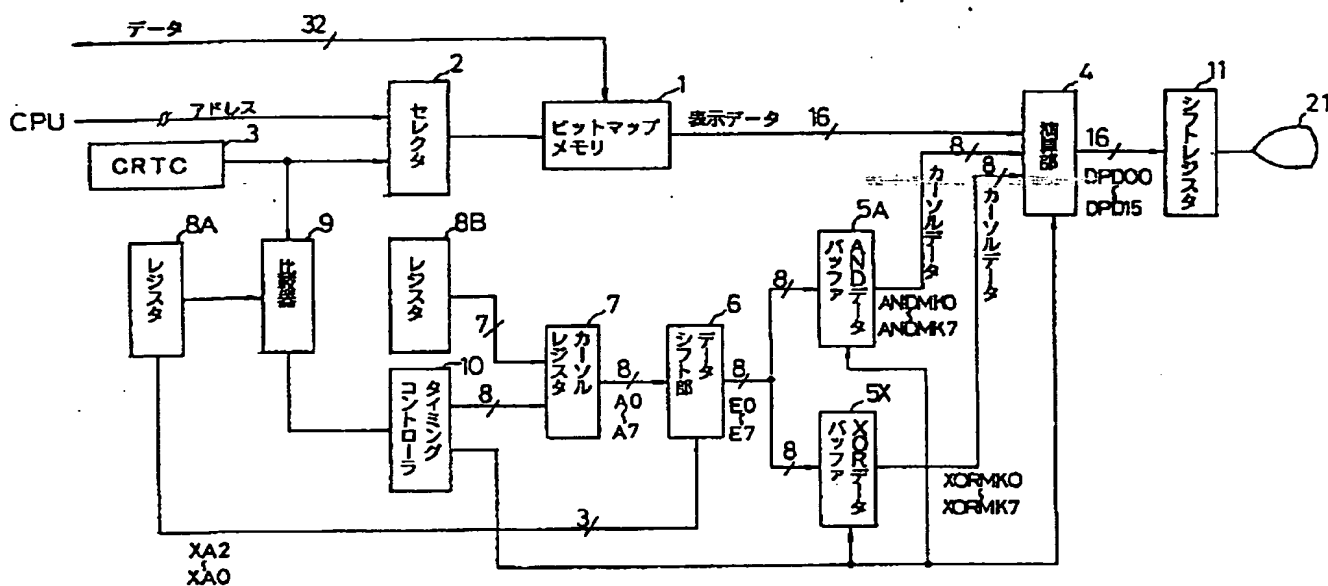 データ
32
2
セレクタ
1
ビットマップ
メモリ
CPU
アドレス
3
CRTC
表示データ
16
4
演算部
8
カーソルデータ
8
カーソルデータ
16
DPD00
〜
DPD15
11
シフトレジスタ
21
8A
レジスタ
9
比較器
8B
レジスタ
7
10
タイミング
コントローラ
8
7
カーソル
レジスタ
8
A0
〜
A7
6
データ
シフト部
8
E0
〜
E7
8
5A
ANDデータ
バッファ
ANDMK0
〜
ANDMK7
8
5X
XORデータ
バッファ
XORMK0
〜
XORMK7
3
XA2
〜
XA0